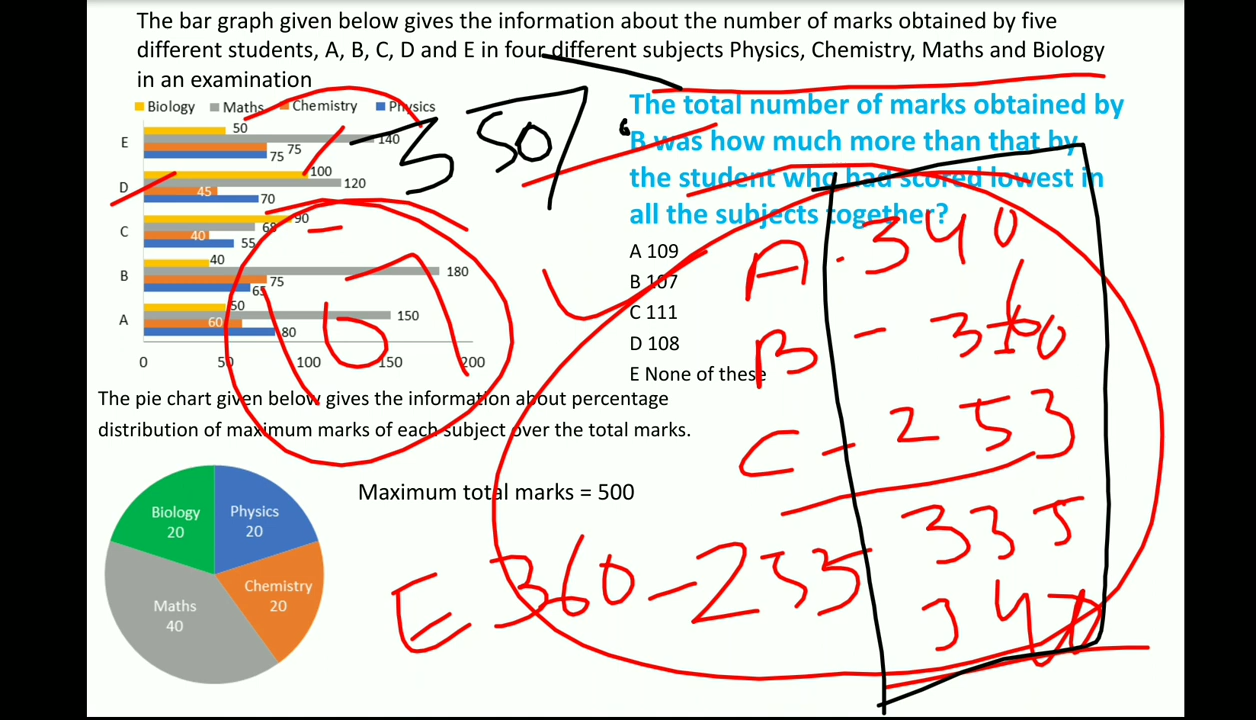 The bar graph given below gives the information about the number of marks obtained by five
different students, A, B, C, D and E in four different subjects Physics, Chemistry, Maths and Biology
in an examination
Biology Maths Chemistry Physics
E 50 140 75 75
D 100 120 45 70
C 90 68 40 55
B 40 180 75 65
A 50 150 60 80
0 50 100 150 200
350/
The total number of marks obtained by
B was how much more than that by
the student who had scored lowest in
all the subjects together?
A 109
B 107
C 111
D 108
E None of these
A. 340
B - 360
C - 253
335
340
E 360 - 255
The pie chart given below gives the information about percentage
distribution of maximum marks of each subject over the total marks.
Maximum total marks = 500
Biology
20
Physics
20
Chemistry
20
Maths
40